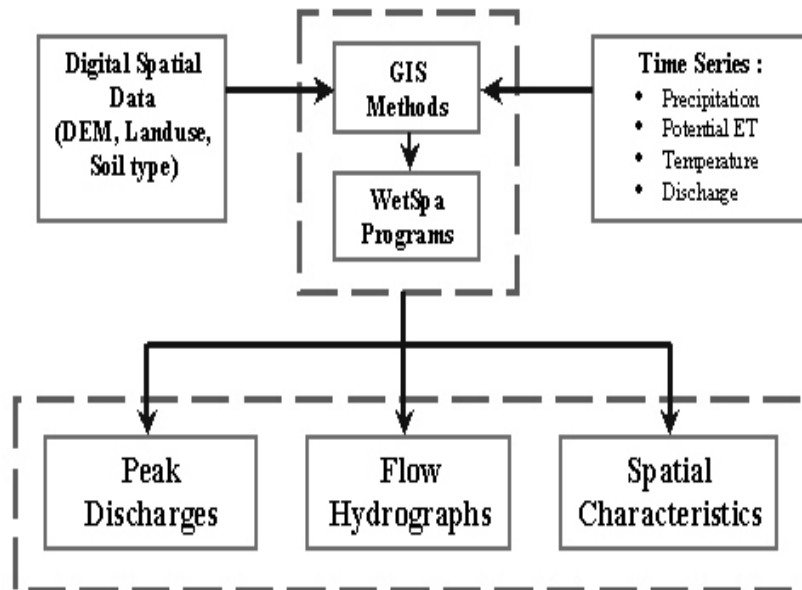 Digital Spatial
Data
(DEM, Landuse,
Soil type)
GIS
Methods
WetSpa
Programs
Time Series :
• Precipitation
• Potential ET
• Temperature
• Discharge
Peak
Discharges
Flow
Hydrographs
Spatial
Characteristics